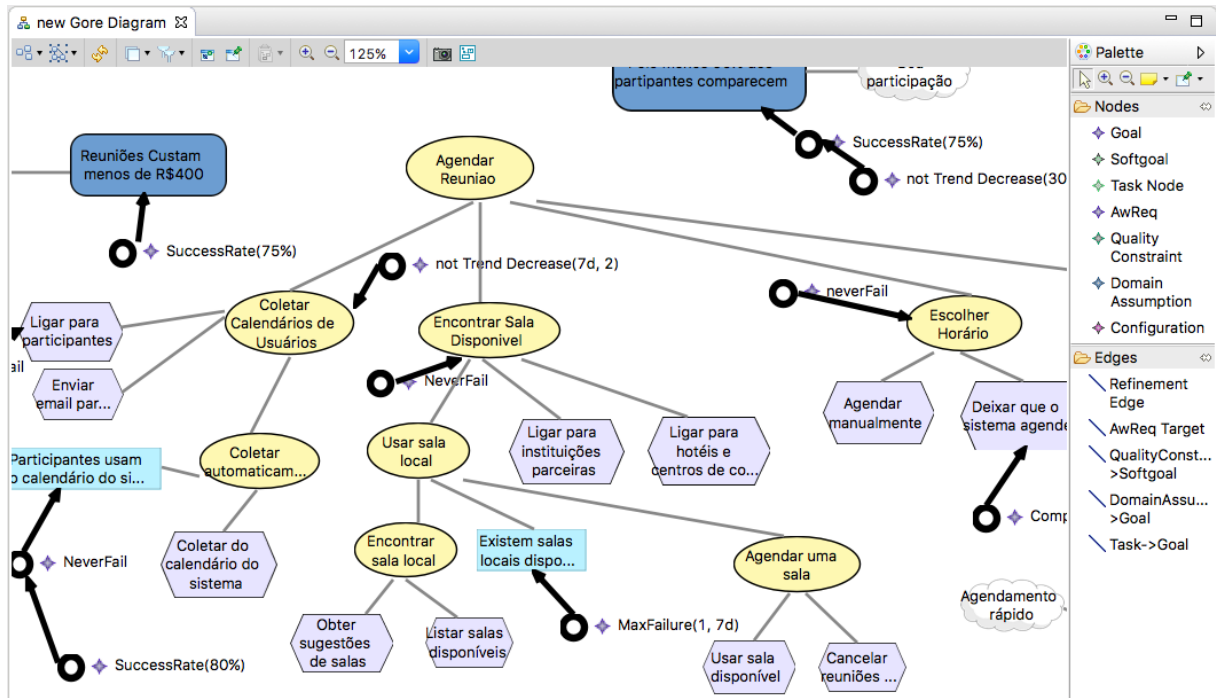 new Gore Diagram
125%
Palette
Nodes
Goal
Softgoal
Task Node
AwReq
Quality
Constraint
Domain
Assumption
Configuration
Edges
Refinement
Edge
AwReq Target
QualityConst...
>Softgoal
DomainAssu...
>Goal
Task->Goal
partipantes comparecem
participação
SuccessRate(75%)
not Trend Decrease(30
Reuniões Custam
menos de R$400
SuccessRate(75%)
Agendar
Reuniao
not Trend Decrease(7d, 2)
neverFail
Ligar para
participantes
ail
Enviar
email par...
Coletar
Calendários de
Usuários
Encontrar Sala
Disponivel
NeverFail
Escolher
Horário
Agendar
manualmente
Deixar que o
sistema agende
Comp
Participantes usam
o calendário do si...
NeverFail
SuccessRate(80%)
Coletar
automaticam...
Coletar do
calendário do
sistema
Usar sala
local
Ligar para
instituições
parceiras
Ligar para
hotéis e
centros de co...
Encontrar
sala local
Existem salas
locais dispo...
Agendar uma
sala
MaxFailure(1, 7d)
Obter
sugestões
de salas
Listar salas
disponíveis
Usar sala
disponível
Cancelar
reuniões ...
Agendamento
rápido